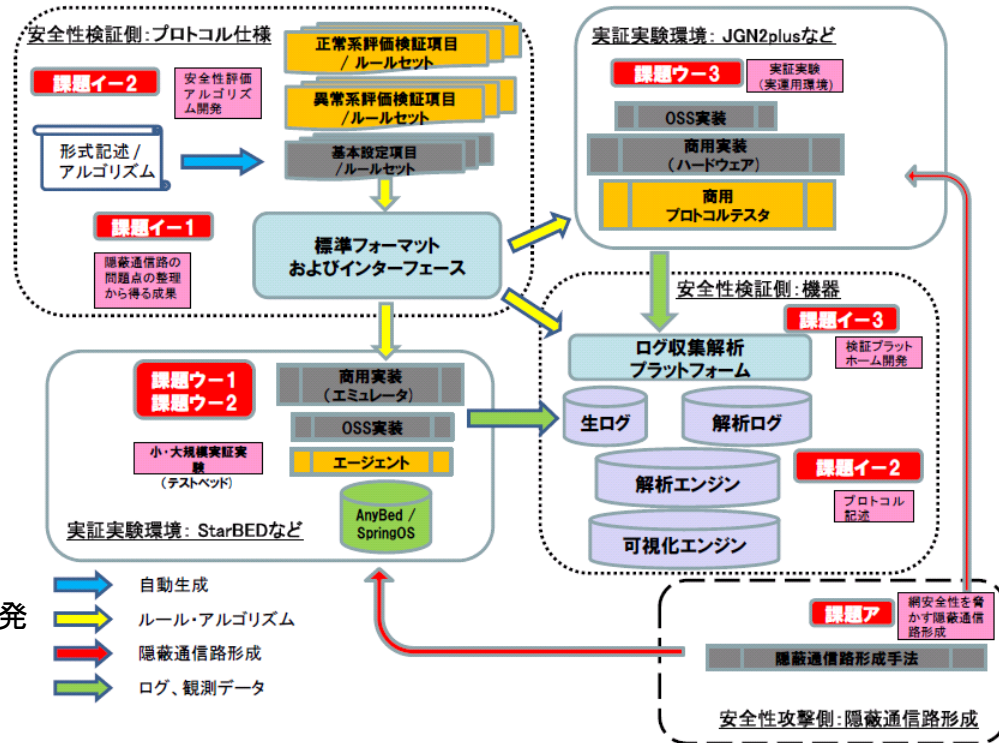 安全性検証側：プロトコル仕様
課題イー2
安全性評価
アルゴリズ
ム開発
正常系評価検証項目
/ ルールセット
異常系評価検証項目
/ルールセット
基本設定項目
/ルールセット
形式記述/
アルゴリズム
課題イー1
隠蔽通信路の
問題点の整理
から得る成果
標準フォーマット
およびインターフェース
実証実験環境： JGN2plusなど
課題ウー3
実証実験
(実運用環境)
OSS実装
商用実装
(ハードウェア)
商用
プロトコルテスタ
安全性検証側：機器
課題イー3
検証プラット
ホーム開発
ログ収集解析
プラットフォーム
生ログ
解析ログ
解析エンジン
可視化エンジン
課題イー2
プロトコル
記述
課題ウー1
課題ウー2
小・大規模実証実
験
(テストベッド)
商用実装
(エミュレータ)
OSS実装
エージェント
AnyBed /
SpringOS
実証実験環境： StarBEDなど
自動生成
発
ルール・アルゴリズム
隠蔽通信路形成
ログ、観測データ
課題ア
網安全性を脅
かす隠蔽通信
路形成
隠蔽通信路形成手法
安全性攻撃側：隠蔽通信路形成